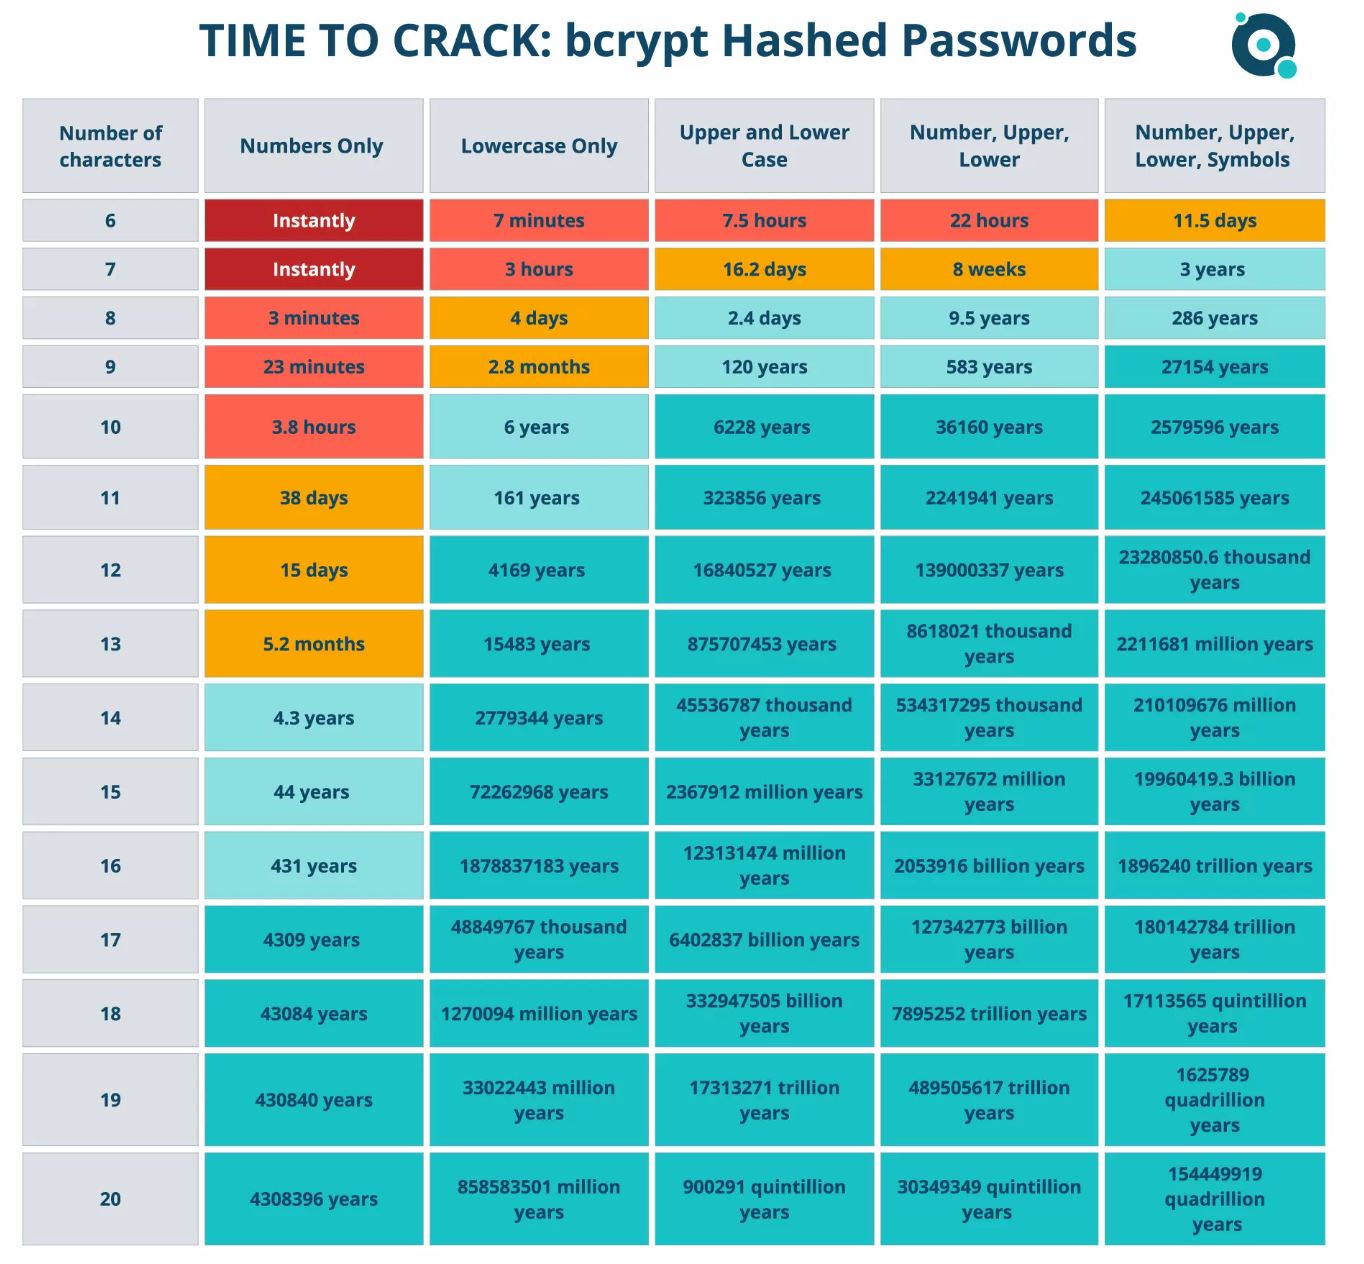 TIME TO CRACK: bcrypt Hashed Passwords
Number of
characters
Numbers Only
Lowercase Only
Upper and Lower
Case
Number, Upper,
Lower
Number, Upper,
Lower, Symbols
6
Instantly
7 minutes
7.5 hours
22 hours
11.5 days
7
Instantly
3 hours
16.2 days
8 weeks
3 years
8
3 minutes
4 days
2.4 days
9.5 years
286 years
9
23 minutes
2.8 months
120 years
583 years
27154 years
10
3.8 hours
6 years
6228 years
36160 years
2579596 years
11
38 days
161 years
323856 years
2241941 years
245061585 years
12
15 days
4169 years
16840527 years
139000337 years
23280850.6 thousand
years
13
5.2 months
15483 years
875707453 years
8618021 thousand
years
2211681 million years
14
4.3 years
2779344 years
45536787 thousand
years
534317295 thousand
years
210109676 million
years
15
44 years
72262968 years
2367912 million years
33127672 million
years
19960419.3 billion
years
16
431 years
1878837183 years
123131474 million
years
2053916 billion years
1896240 trillion years
17
4309 years
48849767 thousand
years
6402837 billion years
127342773 billion
years
180142784 trillion
years
18
43084 years
1270094 million years
332947505 billion
years
7895252 trillion years
17113565 quintillion
years
19
430840 years
33022443 million
years
17313271 trillion
years
489505617 trillion
years
1625789
quadrillion
years
20
4308396 years
858583501 million
years
900291 quintillion
years
30349349 quintillion
years
154449919
quadrillion
years